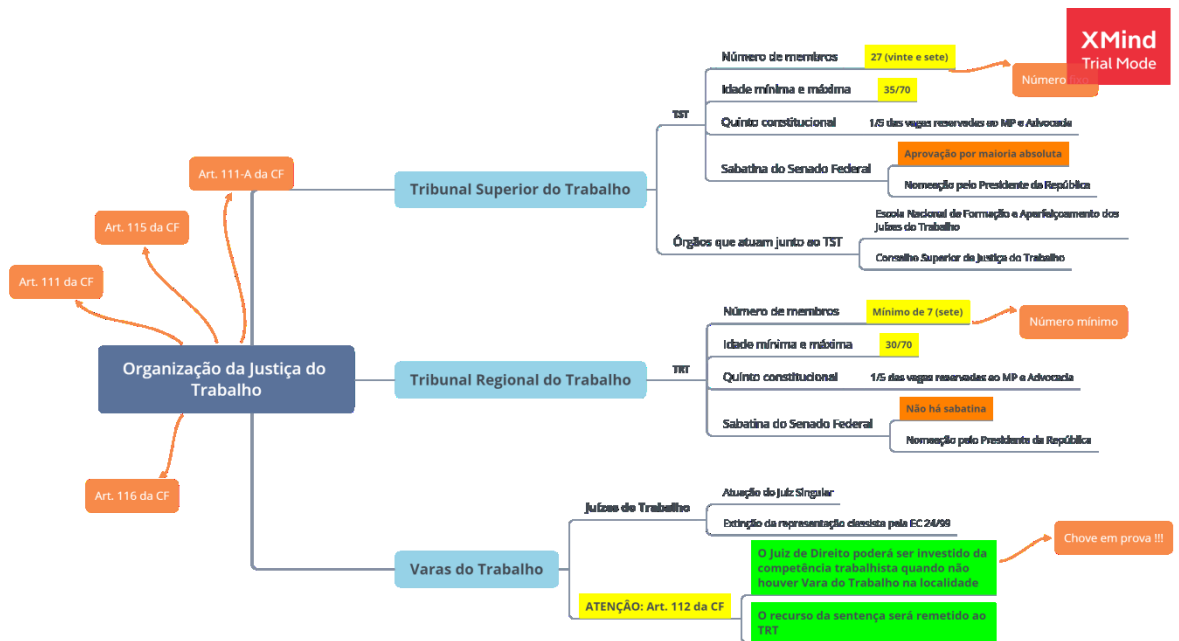 XMind
Trial Mode
Número de membros
27 (vinte e sete)
Número
Idade mínima e máxima
35/70
TST
Quinto constitucional
1/5 das vagas reservadas ao MP e Advocacia
Aprovação por maioria absoluta
Sabatina do Senado Federal
Nomeação pelo Presidente da República
Art. 111-A da CF
Tribunal Superior do Trabalho
Art. 115 da CF
Escola Nacional de Formação e Aperfeiçoamento dos
Juízes do Trabalho
Órgãos que atuam junto ao TST
Conselho Superior da Justiça do Trabalho
Art. 111 da CF
Número de membros
Mínimo de 7 (sete)
Número mínimo
Idade mínima e máxima
30/70
Organização da Justiça do
Trabalho
Tribunal Regional do Trabalho
TRT
Quinto constitucional
1/5 das vagas reservadas ao MP e Advocacia
Não há sabatina
Sabatina do Senado Federal
Nomeação pelo Presidente da República
Art. 116 da CF
Atuação do Juiz Singular
Juízes do Trabalho
Extinção da representação classista pela EC 24/99
Varas do Trabalho
O Juiz de Direito poderá ser investido da
competência trabalhista quando não
houver Vara do Trabalho na localidade
Chove em prova !!!
ATENÇÃO: Art. 112 da CF
O recurso da sentença será remetido ao
TRT